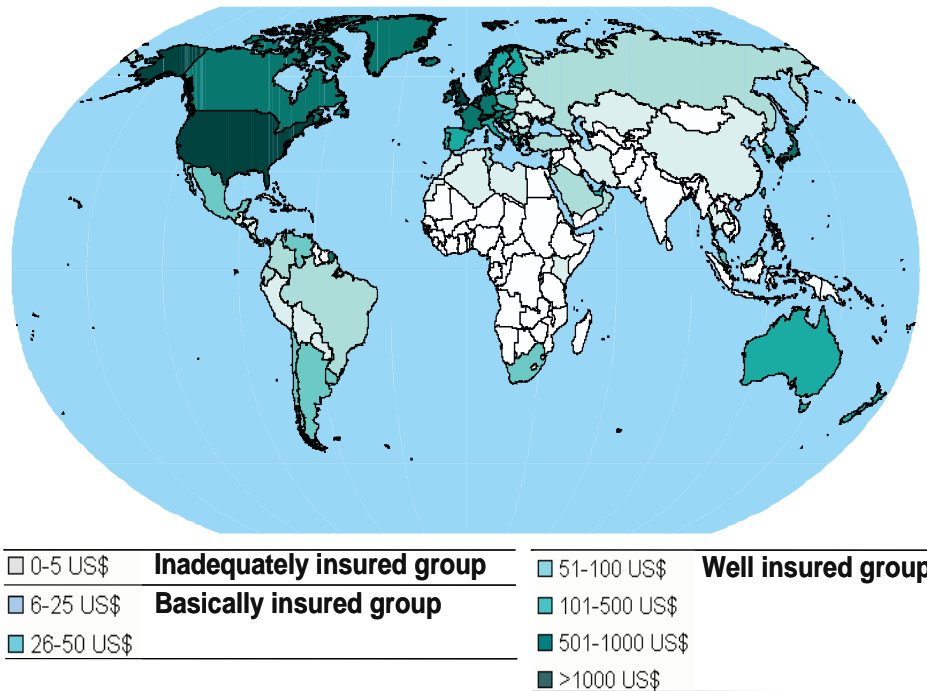 0-5 US$ Inadequately insured group
6-25 US$ Basically insured group
26-50 US$
51-100 US$ Well insured group
101-500 US$
501-1000 US$
>1000 US$